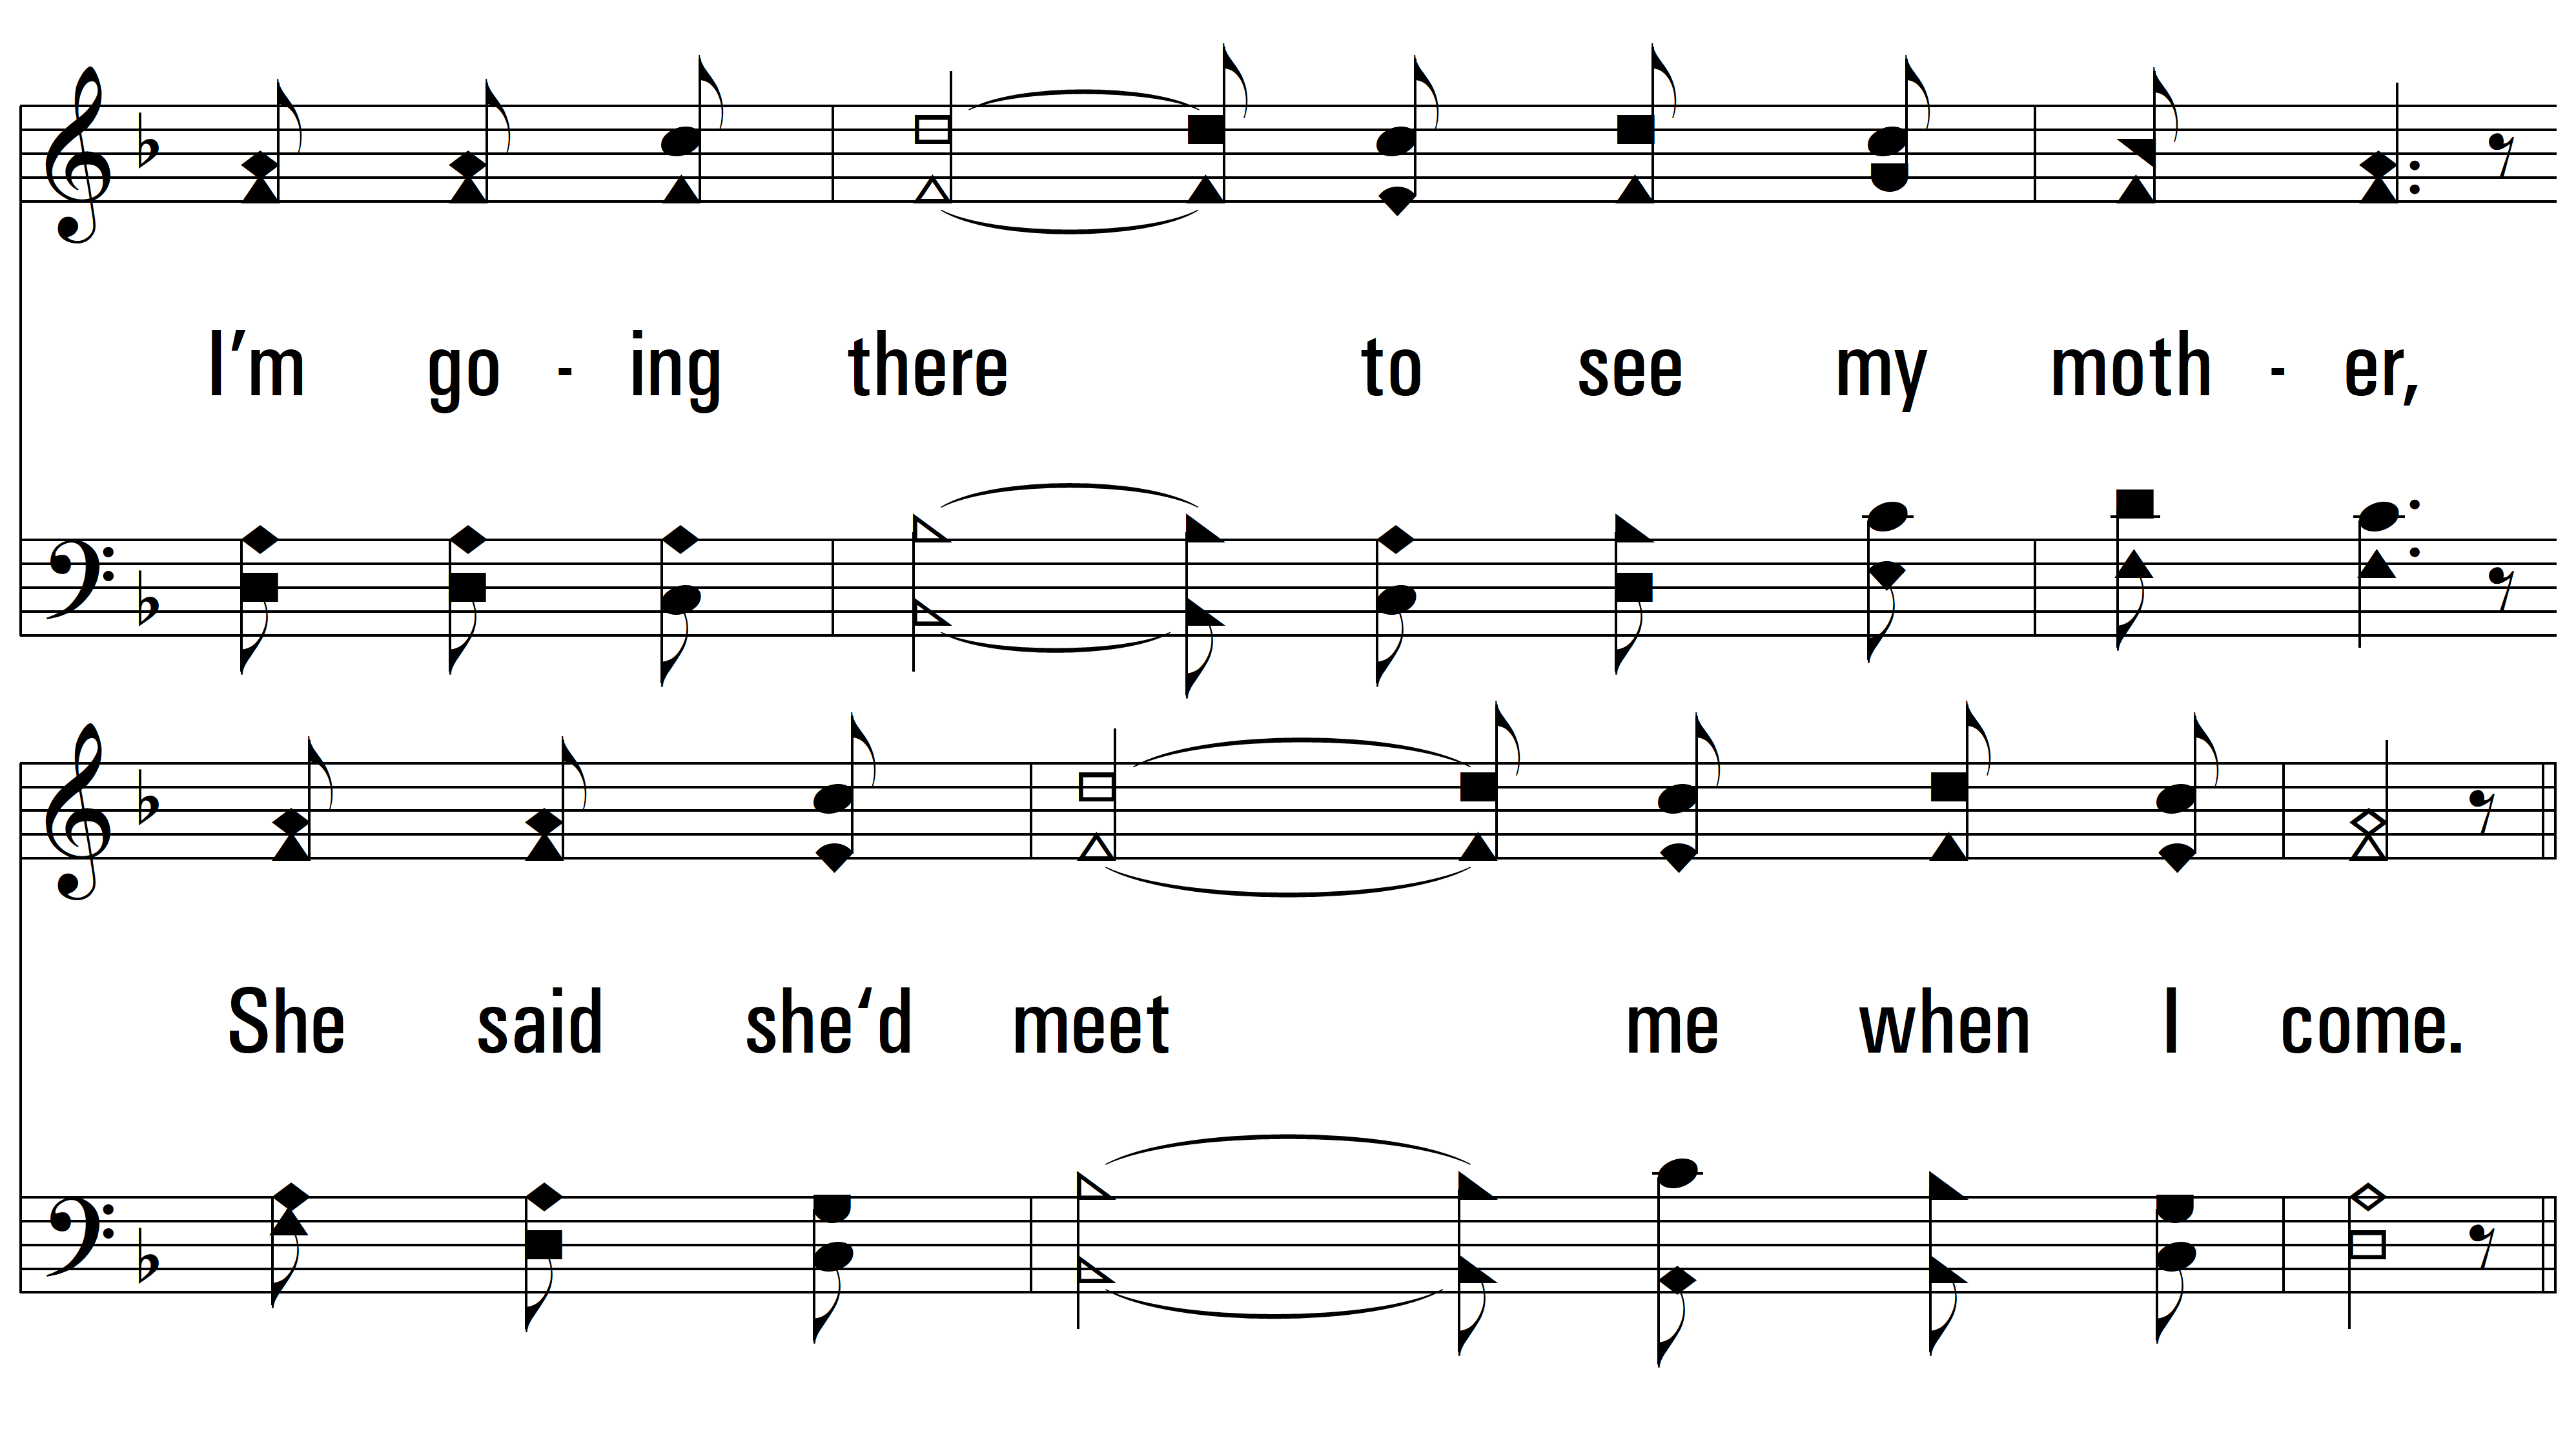 I’m go - ing there to see my moth - er,
She said she‘d meet me when I come.